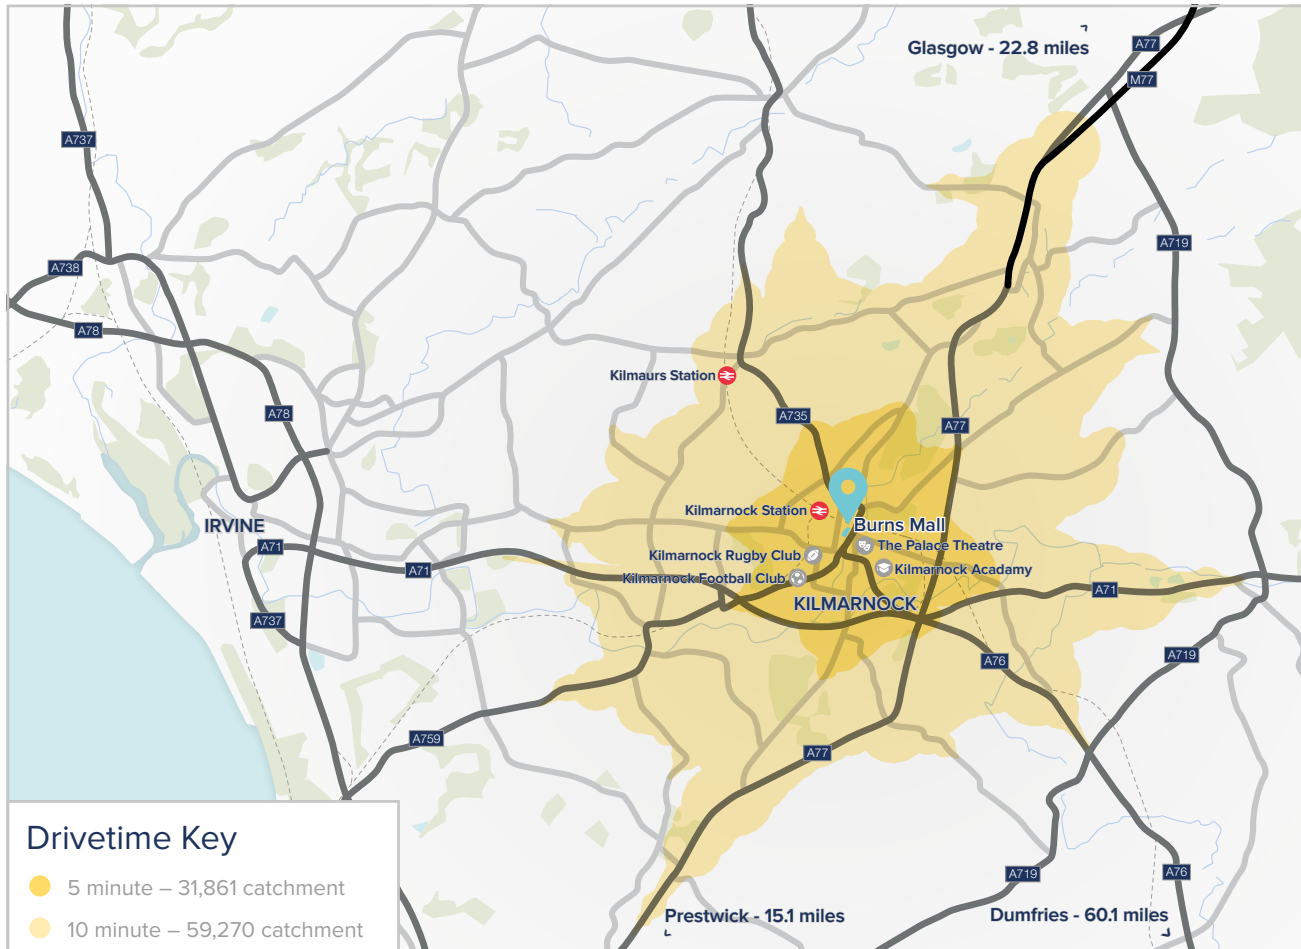 Glasgow - 22.8 miles
A77
M77
A737
A719
A738
A78
Kilmaurs Station
A78
A735
A77
Kilmarnock Station
IRVINE
Burns Mall
A71
The Palace Theatre
Kilmarnock Rugby Club
A71
Kilmarnock Acadamy
Kilmarnock Football Club
A71
KILMARNOCK
A737
A719
A76
A759
A77
Drivetime Key
5 minute – 31,861 catchment
10 minute – 59,270 catchment
A719
A76
Prestwick - 15.1 miles
Dumfries - 60.1 miles